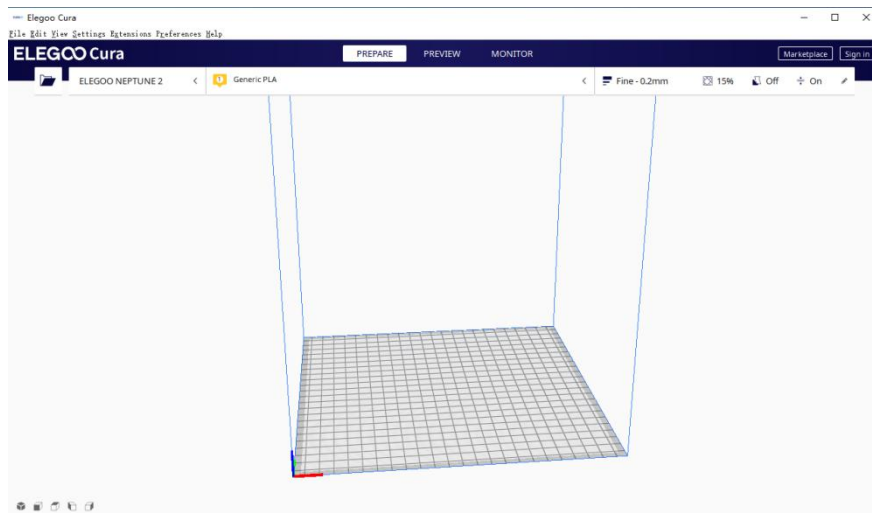 Elegoo Cura
File Edit View Settings Extensions Preferences Help
ELEGOO Cura PREPARE PREVIEW MONITOR Marketplace Sign in
ELEGOO NEPTUNE 2 1 Generic PLA Fine - 0.2mm 15% Off On